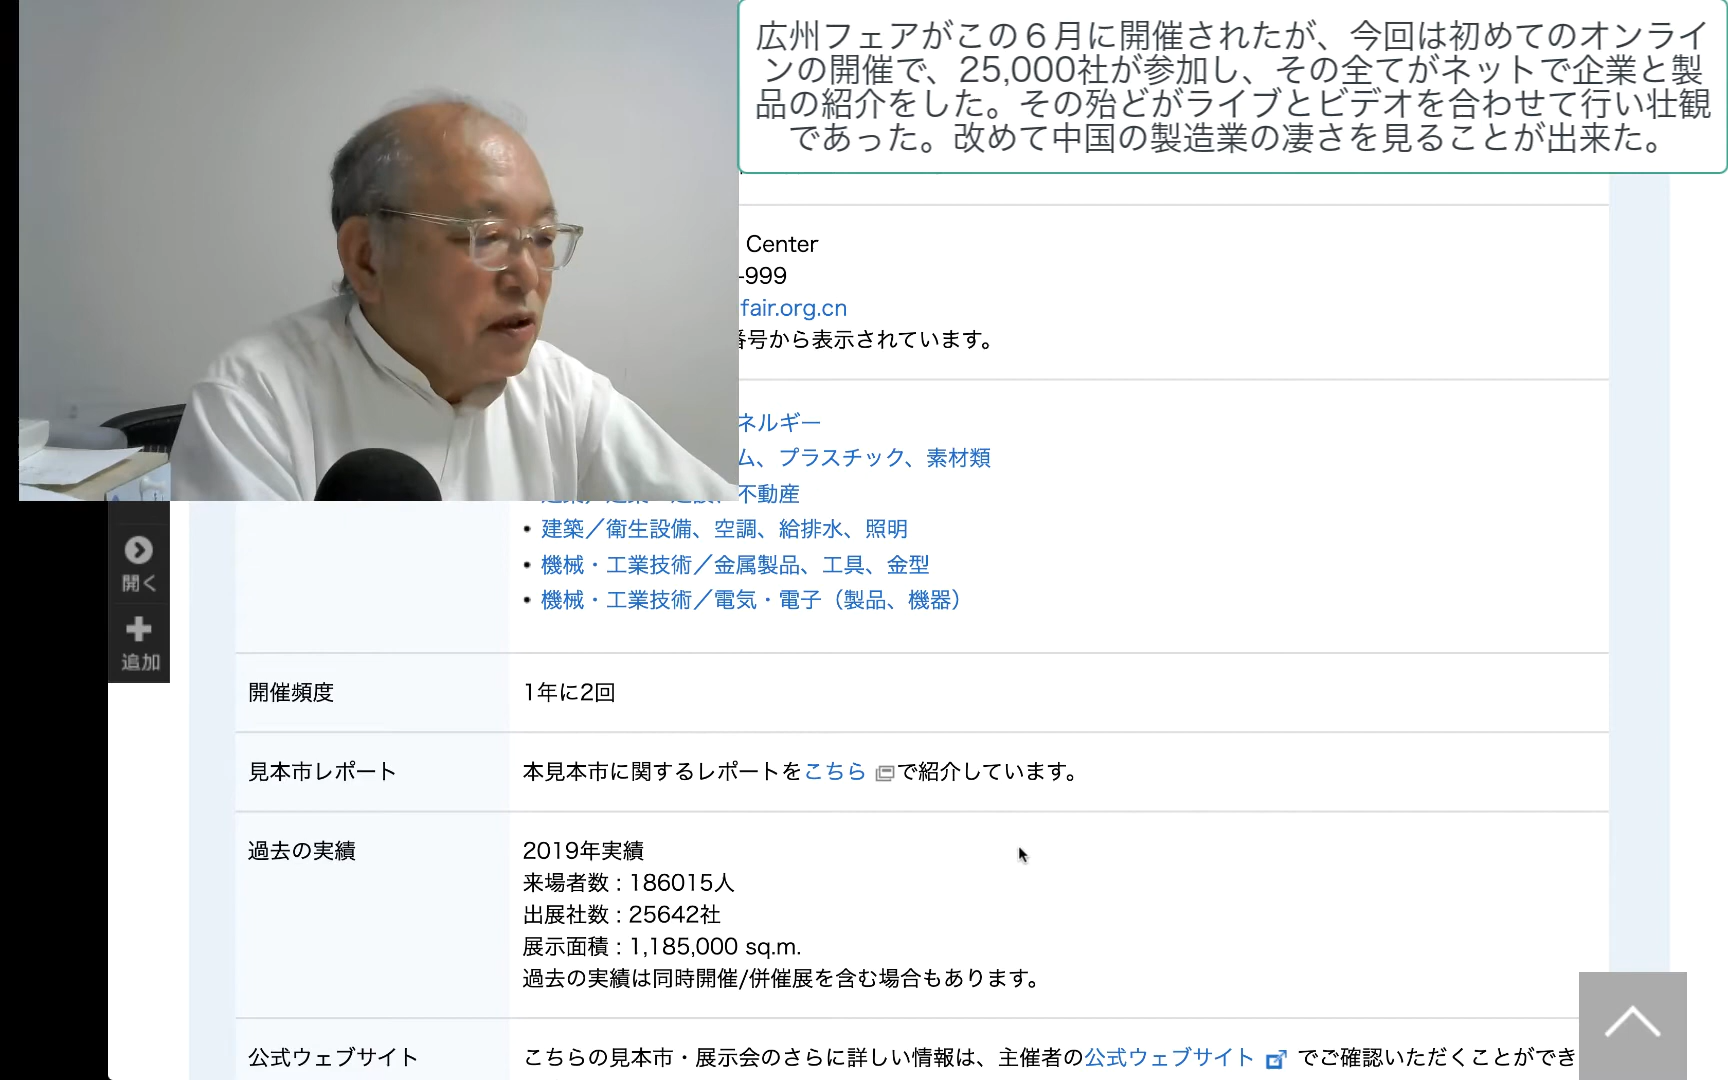 広州フェアがこの６月に開催されたが、今回は初めてのオンライ
ンの開催で、25,000社が参加し、その全てがネットで企業と製
品の紹介をした。その殆どがライブとビデオを合わせて行い壮観
であった。改めて中国の製造業の凄さを見ることが出来た。
Center
-999
fair.org.cn
番号から表示されています。
ネルギー
ム、プラスチック、素材類
不動産
• 建築／衛生設備、空調、給排水、照明
• 機械・工業技術／金属製品、工具、金型
• 機械・工業技術／電気・電子（製品、機器）
開く
追加
開催頻度 1年に2回
見本市レポート 本見本市に関するレポートをこちら で紹介しています。
過去の実績 2019年実績
来場者数 : 186015人
出展社数 : 25642社
展示面積 : 1,185,000 sq.m.
過去の実績は同時開催/併催展を含む場合もあります。
公式ウェブサイト こちらの見本市・展示会のさらに詳しい情報は、主催者の公式ウェブサイト でご確認いただくことができ